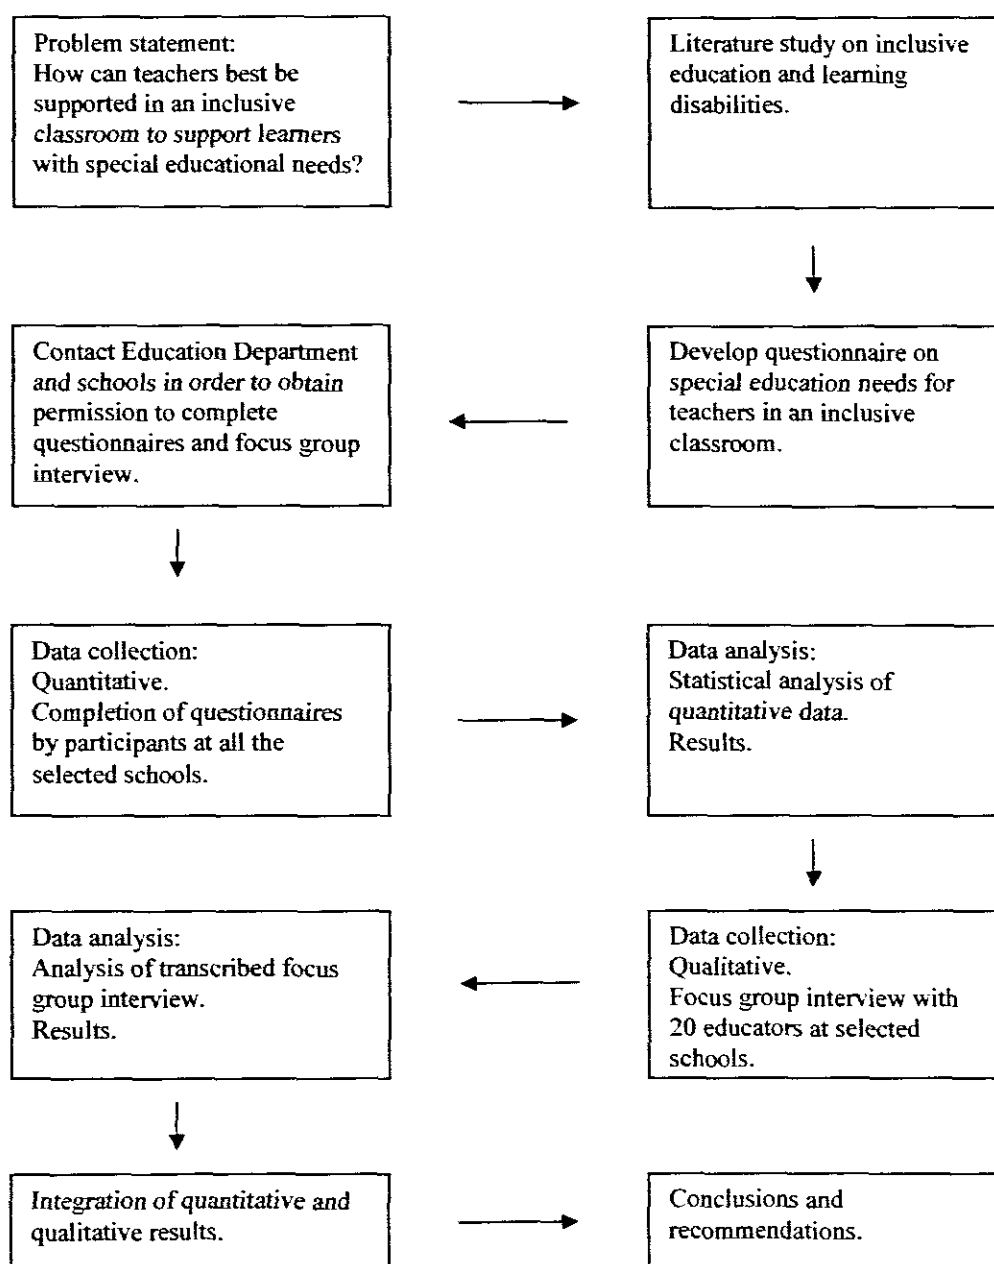 Problem statement:
How can teachers best be
supported in an inclusive
classroom to support learners
with special educational needs?
Literature study on inclusive
education and learning
disabilities.
Develop questionnaire on
special education needs for
teachers in an inclusive
classroom.
Contact Education Department
and schools in order to obtain
permission to complete
questionnaires and focus group
interview.
Data collection:
Quantitative.
Completion of questionnaires
by participants at all the
selected schools.
Data analysis:
Statistical analysis of
quantitative data.
Results.
Data collection:
Qualitative.
Focus group interview with
20 educators at selected
schools.
Data analysis:
Analysis of transcribed focus
group interview.
Results.
Integration of quantitative and
qualitative results.
Conclusions and
recommendations.